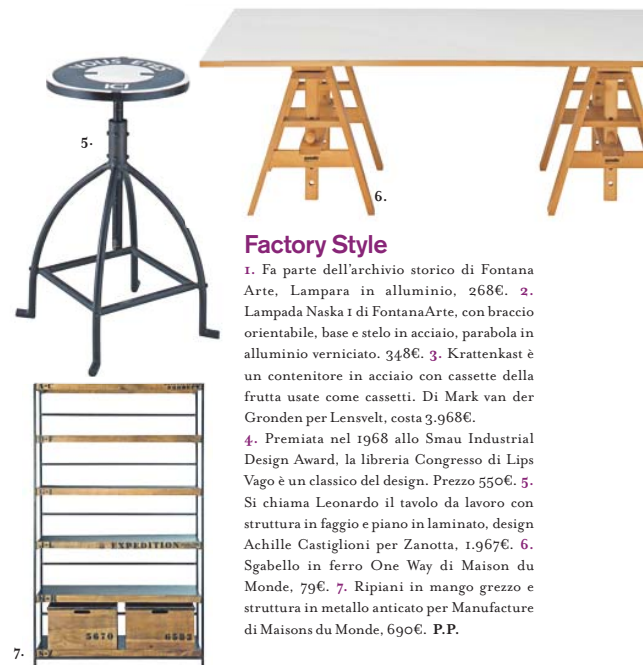 VOUS ETES
ICI
5.
6.
Factory Style
1. Fa parte dell'archivio storico di Fontana
Arte, Lampara in alluminio, 268€. 2.
Lampada Naska 1 di FontanaArte, con braccio
orientabile, base e stelo in acciaio, parabola in
alluminio verniciato. 348€. 3. Krattenkast è
un contenitore in acciaio con cassette della
frutta usate come cassetti. Di Mark van der
Gronden per Lensvelt, costa 3.968€.
4. Premiata nel 1968 allo Smau Industrial
Design Award, la libreria Congresso di Lips
Vago è un classico del design. Prezzo 550€. 5.
Si chiama Leonardo il tavolo da lavoro con
struttura in faggio e piano in laminato, design
Achille Castiglioni per Zanotta, 1.967€. 6.
Sgabello in ferro One Way di Maison du
Monde, 79€. 7. Ripiani in mango grezzo e
struttura in metallo anticato per Manufacture
di Maisons du Monde, 690€. P.P.
A-C
EXPEDITION
5670
6583
S-Z
7.